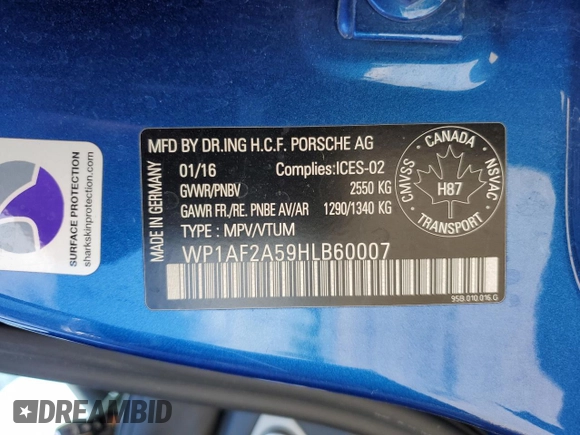 MFD BY DR.ING H.C.F. PORSCHE AG
01/16 Complies:ICES-02
GVWR/PNBV 2550 KG
GAWR FR./RE. PNBE AV/AR 1290/1340 KG
TYPE : MPV/VTUM
WP1AF2A59HLB60007
MADE IN GERMANY
CANADA
CMVSS
NSVAC
H87
TRANSPORT
95B.010.016.G
SURFACE PROTECTION
sharkskinprotection.com
DREAMBID